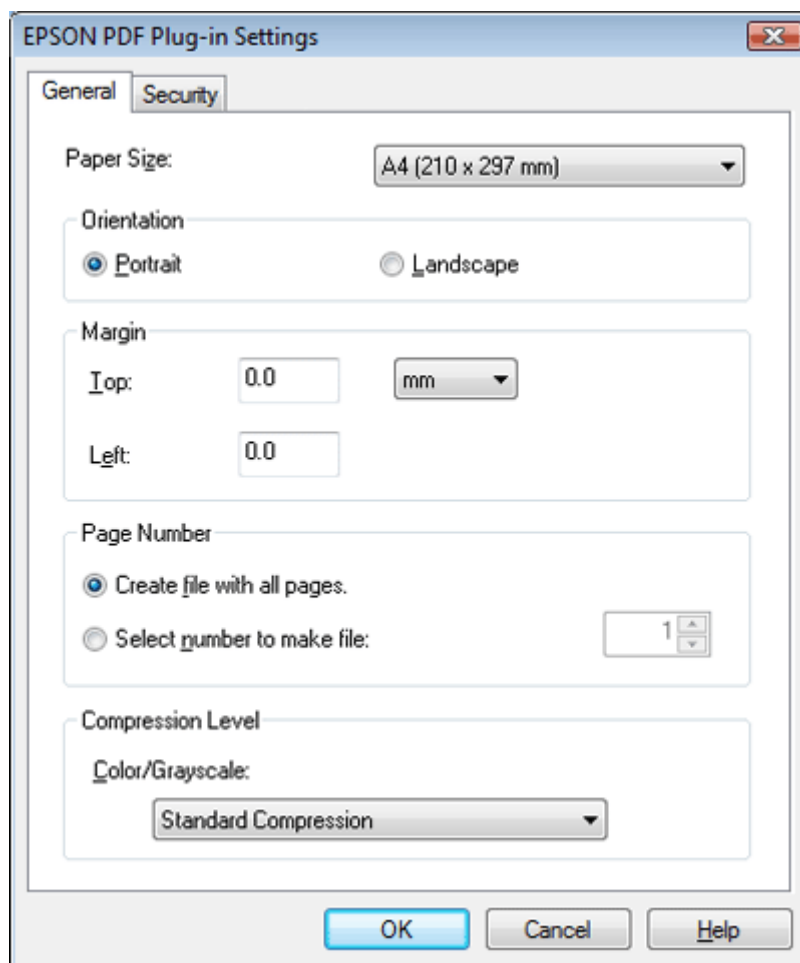 EPSON PDF Plug-in Settings
General Security
Paper Size: A4 (210 x 297 mm)
Orientation
Portrait Landscape
Margin
Top: 0.0 mm
Left: 0.0
Page Number
Create file with all pages.
Select number to make file: 1
Compression Level
Color/Grayscale:
Standard Compression
OK Cancel Help